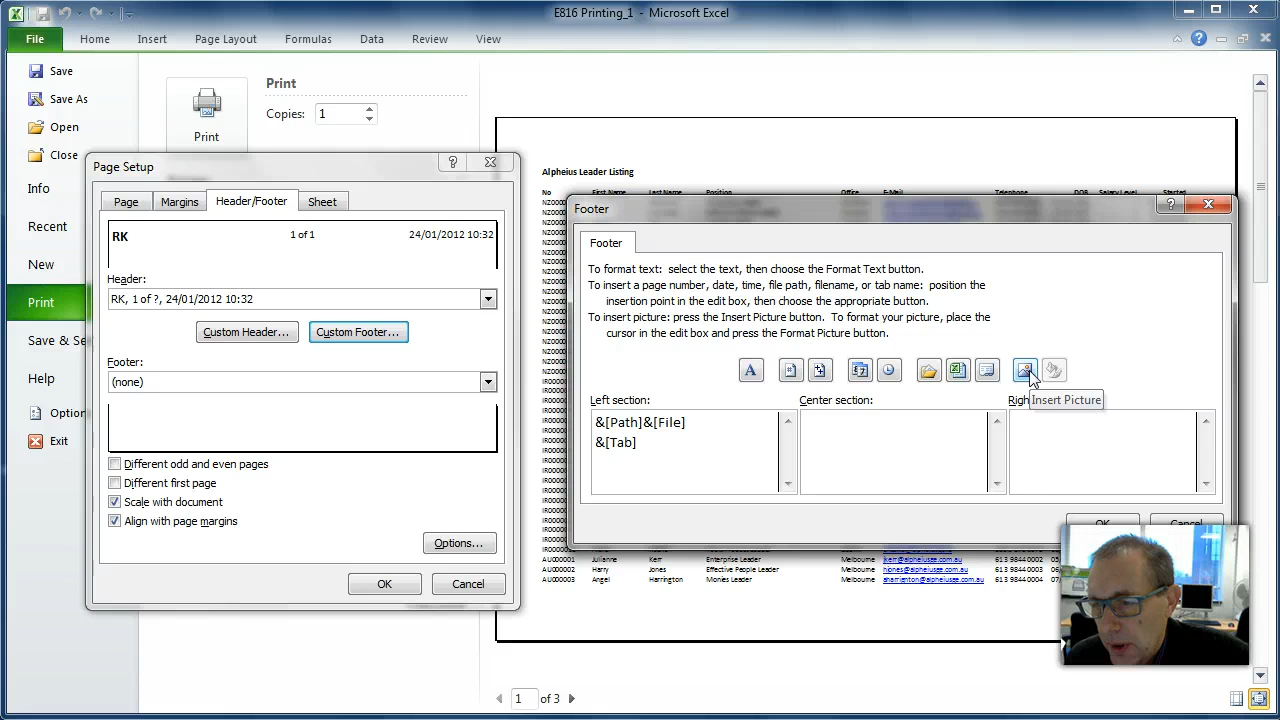 E816 Printing_1 - Microsoft Excel
File Home Insert Page Layout Formulas Data Review View
Save
Save As
Open
Close
Info
Recent
New
Print
Help
Exit
Print
Copies: 1
Print
Page Setup
Page Margins Header/Footer Sheet
RK 1 of 1 24/01/2012 10:32
Header:
RK, 1 of ?, 24/01/2012 10:32
Custom Header... Custom Footer...
Footer:
(none)
Different odd and even pages
Different first page
Scale with document
Align with page margins
Options...
OK Cancel
Alpheius Leader Listing
No First Name Last Name Position Office E-Mail Telephone DOB Salary Level Started
Footer
Footer
To format text: select the text, then choose the Format Text button.
To insert a page number, date, time, file path, filename, or tab name: position the
insertion point in the edit box, then choose the appropriate button.
To insert picture: press the Insert Picture button. To format your picture, place the
cursor in the edit box and press the Format Picture button.
A
Insert Picture
Left section: Center section:
&[Path]&[File]
&[Tab]
OK Cancel
AU000001 Julianne Kerr Enterprise Leader Melbourne jkerr@alpheiusge.com.au 613 9844 0002
AU000002 Harry Jones Effective People Leader Melbourne hjones@alpheiusge.com.au 613 9844 0003
AU000003 Angel Harrington Monies Leader Melbourne aharrington@alpheiusge.com.au 613 9844 0004
1 of 3